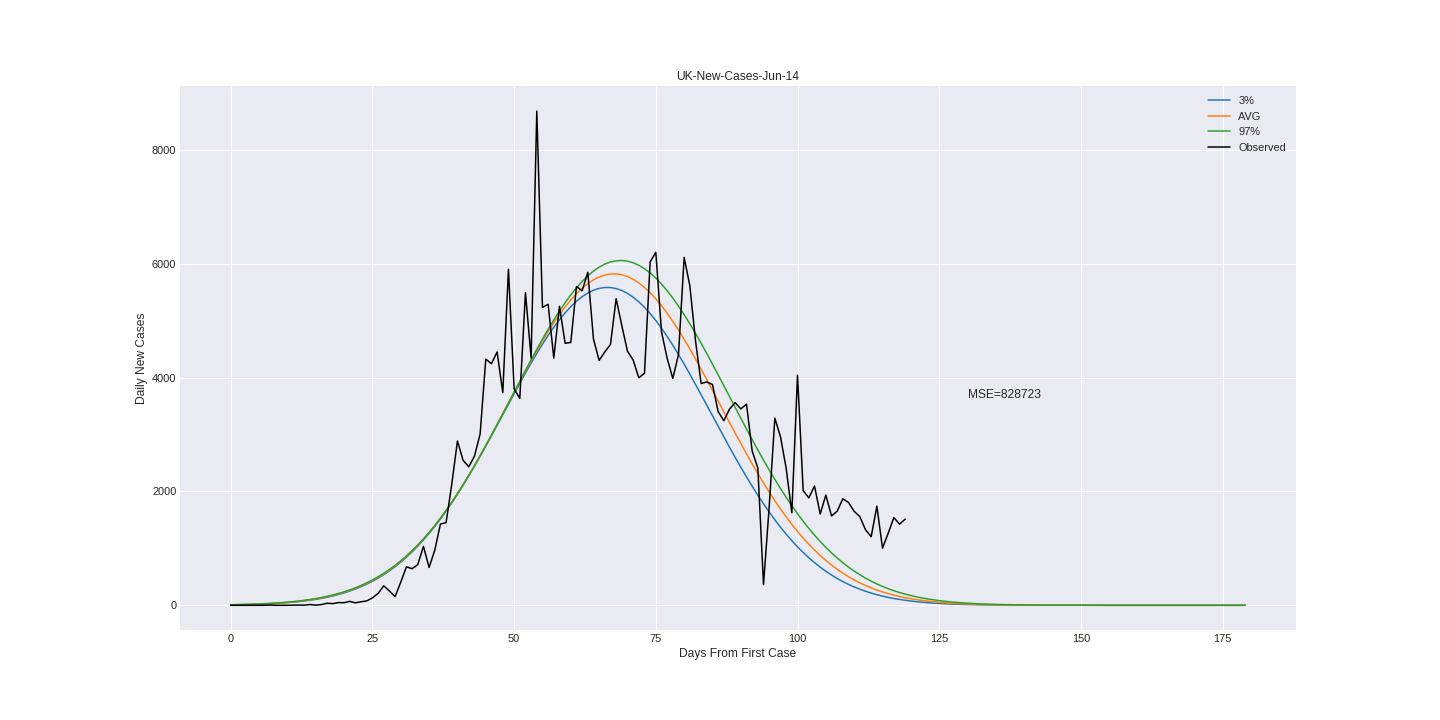 UK-New-Cases-Jun-14
3%
AVG
97%
Observed
8000
6000
4000
2000
0
Daily New Cases
MSE=828723
0 25 50 75 100 125 150 175
Days From First Case